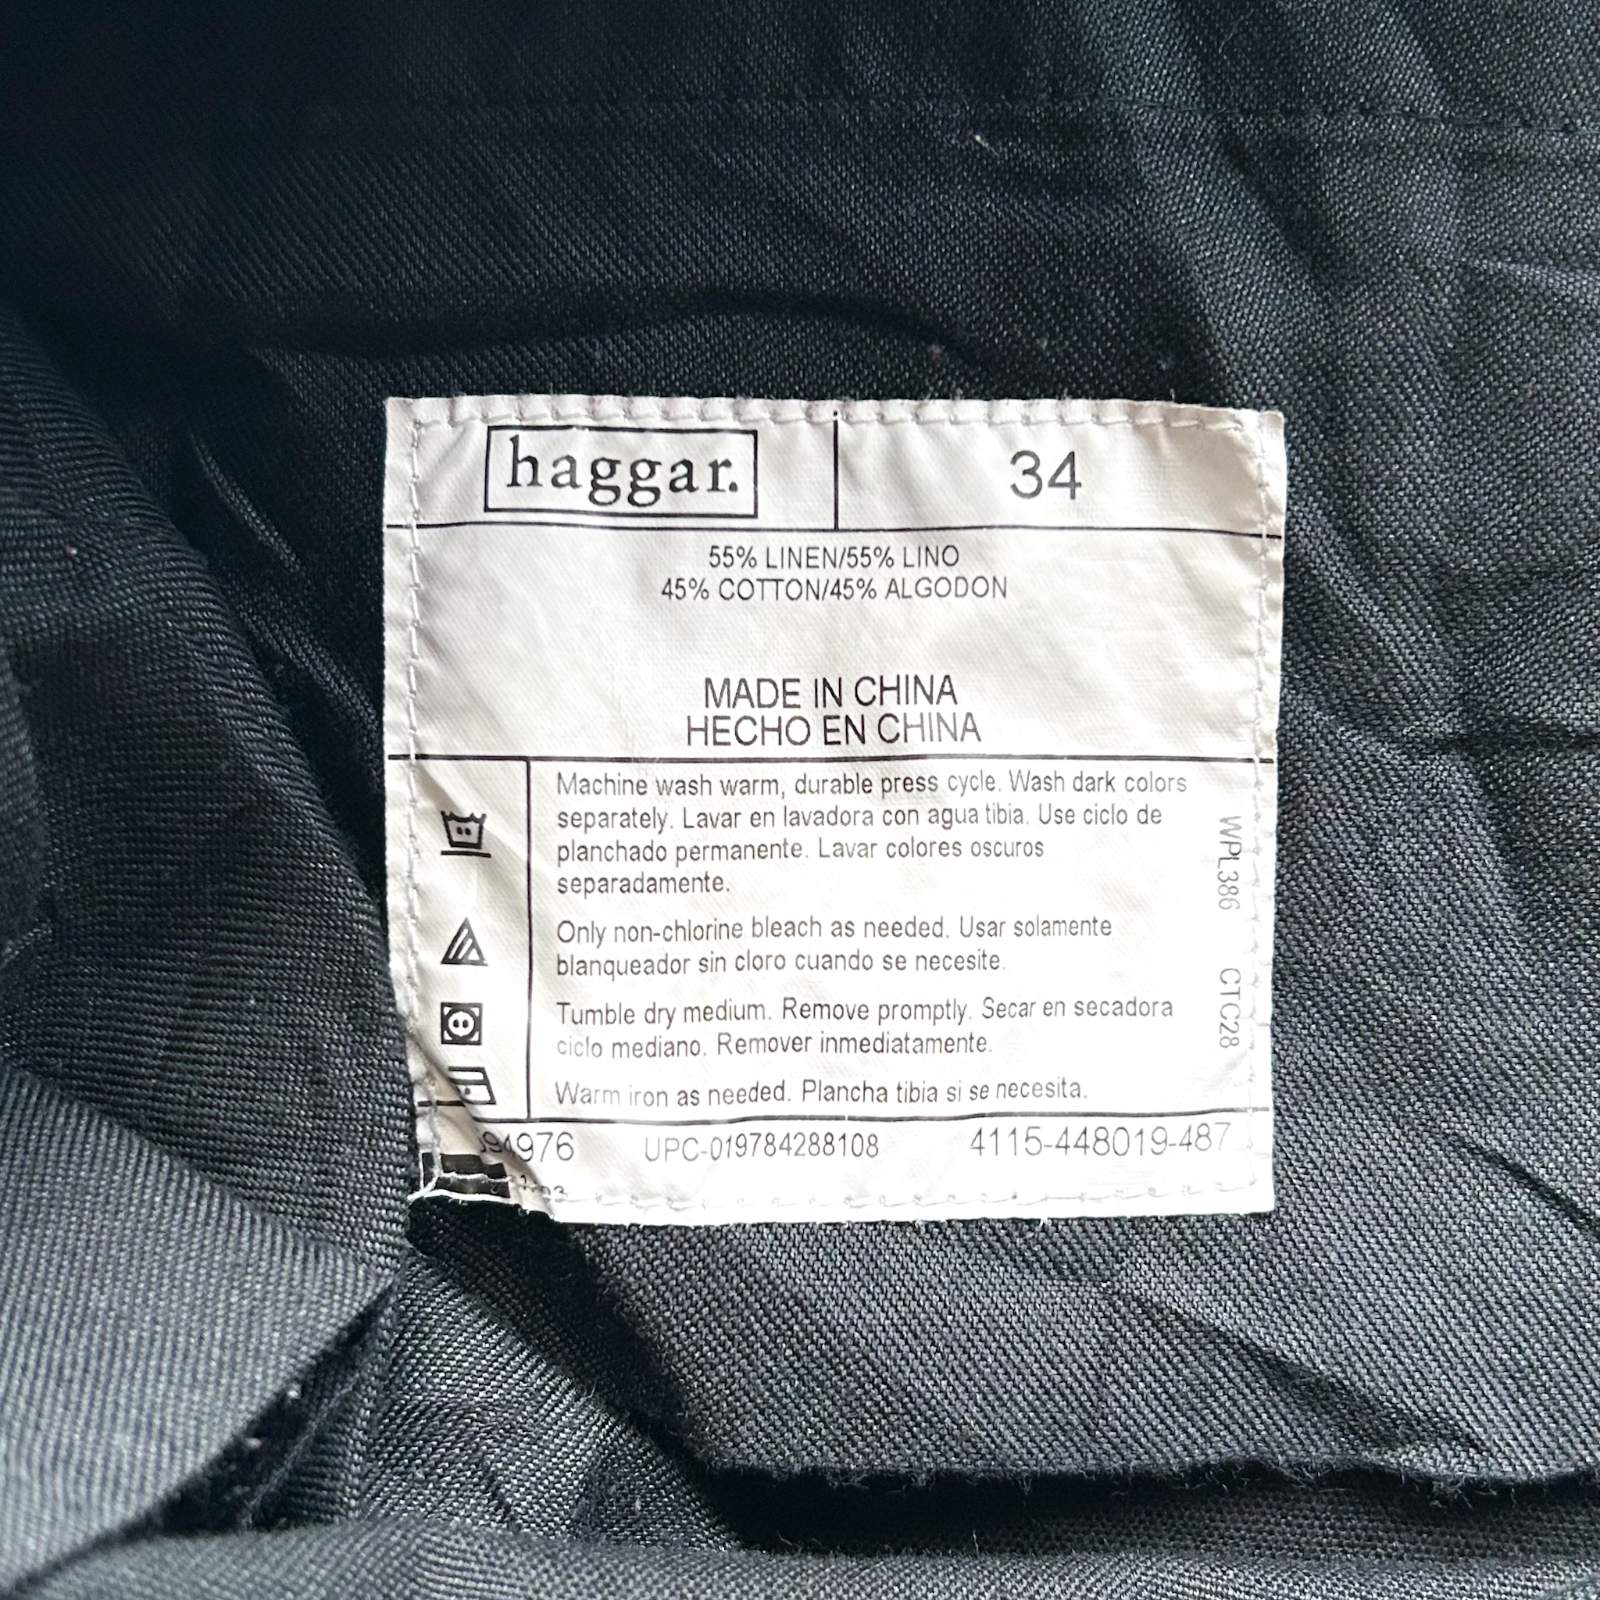 haggar.
34
55% LINEN/55% LINO
45% COTTON/45% ALGODON
MADE IN CHINA
HECHO EN CHINA
Machine wash warm, durable press cycle. Wash dark colors
separately. Lavar en lavadora con agua tibia. Use ciclo de
planchado permanente. Lavar colores oscuros
separadamente.
Only non-chlorine bleach as needed. Usar solamente
blanqueador sin cloro cuando se necesite.
Tumble dry medium. Remove promptly. Secar en secadora
ciclo mediano. Remover inmediatamente.
Warm iron as needed. Plancha tibia si se necesita.
WPL386 CTC28
UPC-019784288108 4115-448019-487